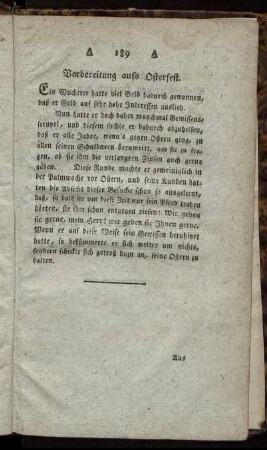 △ 189 △
Vorbereitung aufs Osterfest.
Ein Wucherer hatte viel Geld dadurch gewonnen,
daß er Geld auf sehr hohe Interessen auslieh.
Nun hatte er doch dabei manchmal Gewissens-
scrupel, und diesem suchte er dadurch abzuhelfen,
daß er alle Jahre, wenn's gegen Ostern ging, zu
allen seinen Schuldnern herumritt, um sie zu fra-
gen, ob sie ihm die verlangten Zinsen auch gerne
gäben. Diese Runde machte er gemeiniglich in
der Palmwoche vor Ostern, und seine Kunden hat-
ten die Absicht dieser Besuche schon so ausgelernt,
daß, so bald sie um diese Zeit nur sein Pferd traben
hörten, sie ihm schon entgegen riefen: Wir geben
sie gerne, mein Herr! wir geben sie Ihnen gerne.
Wenn er auf diese Weise sein Gewissen beruhiget
hatte, so bekümmerte er sich weiter um nichts,
sondern schickte sich getrost dazu an, seine Ostern zu
halten.
Aus